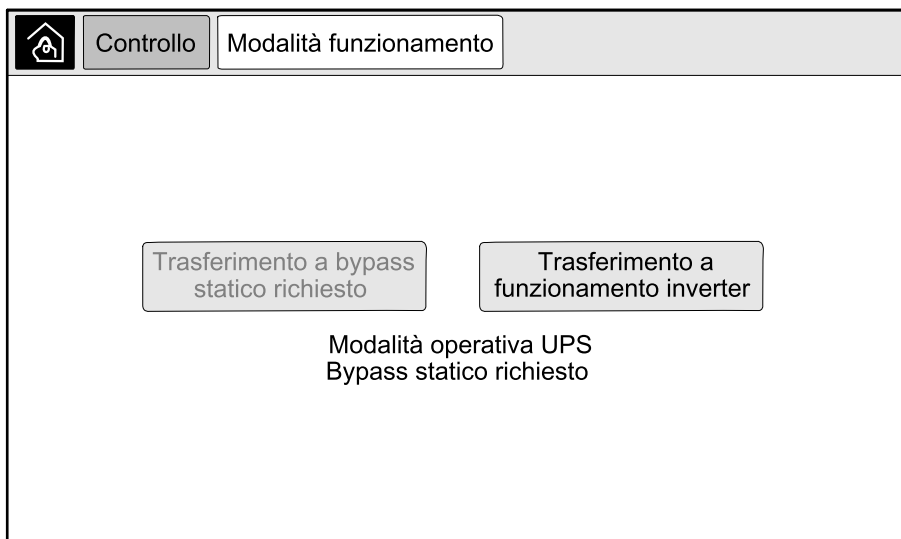 Controllo
Modalità funzionamento
Trasferimento a bypass
statico richiesto
Trasferimento a
funzionamento inverter
Modalità operativa UPS
Bypass statico richiesto